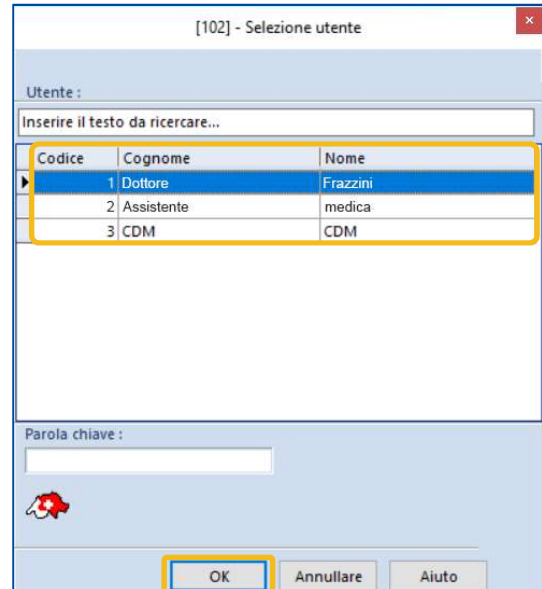 [102] - Selezione utente
Utente :
Inserire il testo da ricercare...
Codice Cognome Nome
1 Dottore Frazzini
2 Assistente medica
3 CDM CDM
Parola chiave :
OK Annullare Aiuto